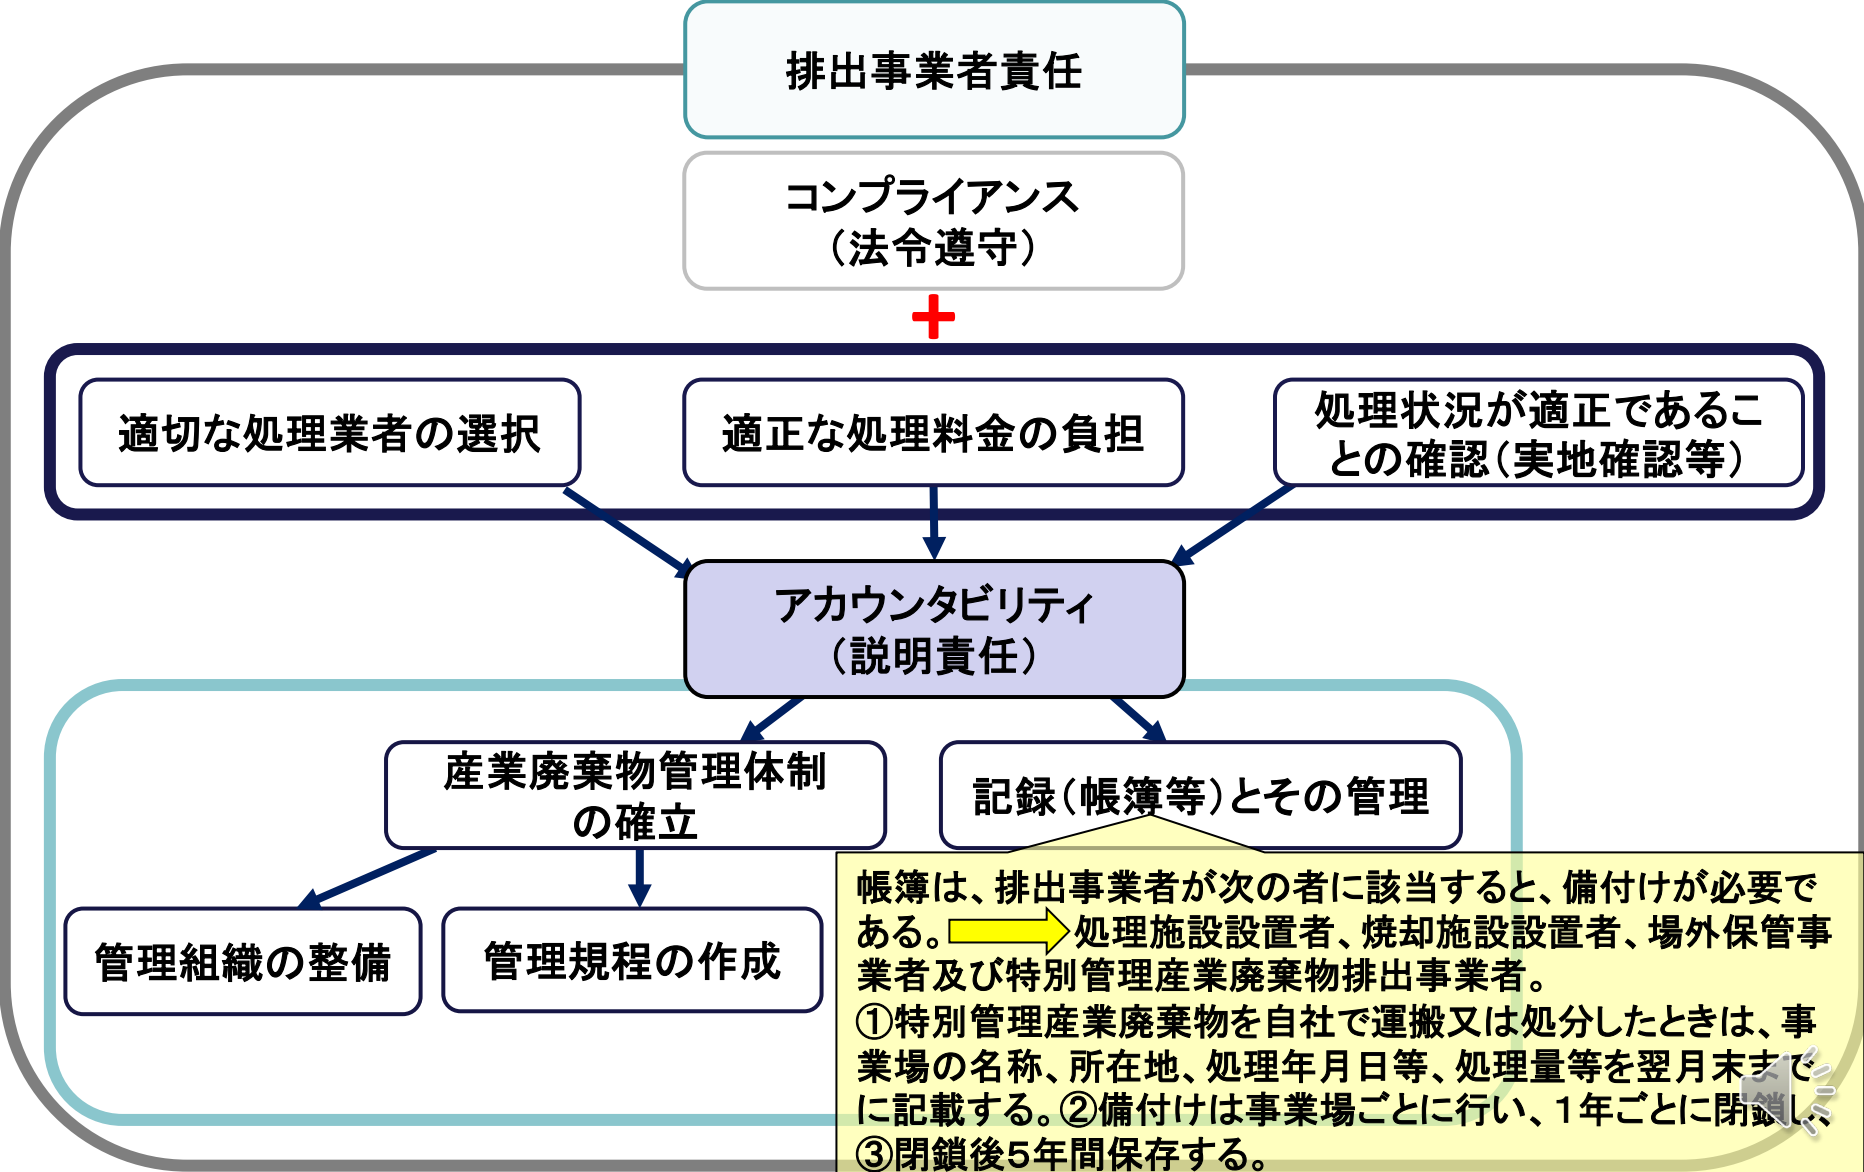 排出事業者責任
コンプライアンス
（法令遵守）
+
適切な処理業者の選択
適正な処理料金の負担
処理状況が適正であるこ
との確認（実地確認等）
アカウンタビリティ
（説明責任）
産業廃棄物管理体制
の確立
記録（帳簿等）とその管理
管理組織の整備
管理規程の作成
帳簿は、排出事業者が次の者に該当すると、備付けが必要で
ある。　　　処理施設設置者、焼却施設設置者、場外保管事
業者及び特別管理産業廃棄物排出事業者。
①特別管理産業廃棄物を自社で運搬又は処分したときは、事
業場の名称、所在地、処理年月日等、処理量等を翌月末まで
に記載する。②備付けは事業場ごとに行い、１年ごとに閉鎖し、
③閉鎖後５年間保存する。